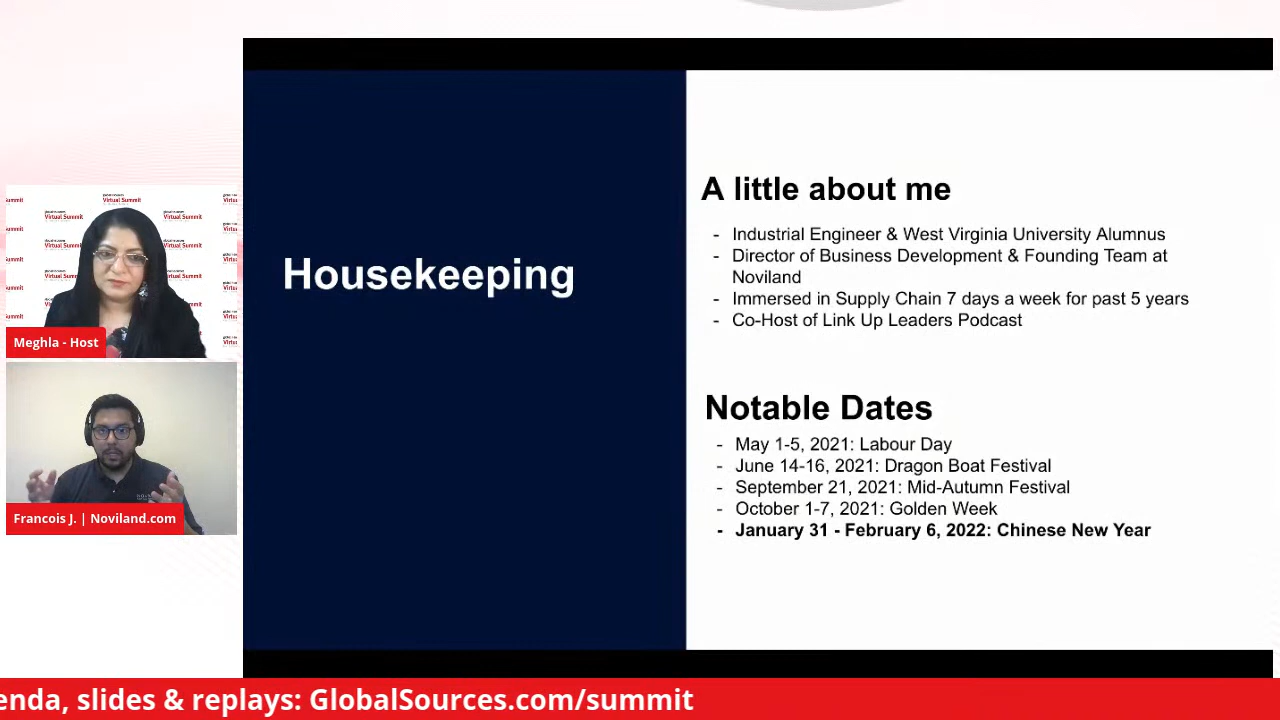 Housekeeping
A little about me
- Industrial Engineer & West Virginia University Alumnus
- Director of Business Development & Founding Team at
Noviland
- Immersed in Supply Chain 7 days a week for past 5 years
- Co-Host of Link Up Leaders Podcast
Notable Dates
- May 1-5, 2021: Labour Day
- June 14-16, 2021: Dragon Boat Festival
- September 21, 2021: Mid-Autumn Festival
- October 1-7, 2021: Golden Week
- January 31 - February 6, 2022: Chinese New Year
Virtual Summit
Meghla - Host
Francois J. | Noviland.com
enda, slides & replays: GlobalSources.com/summit